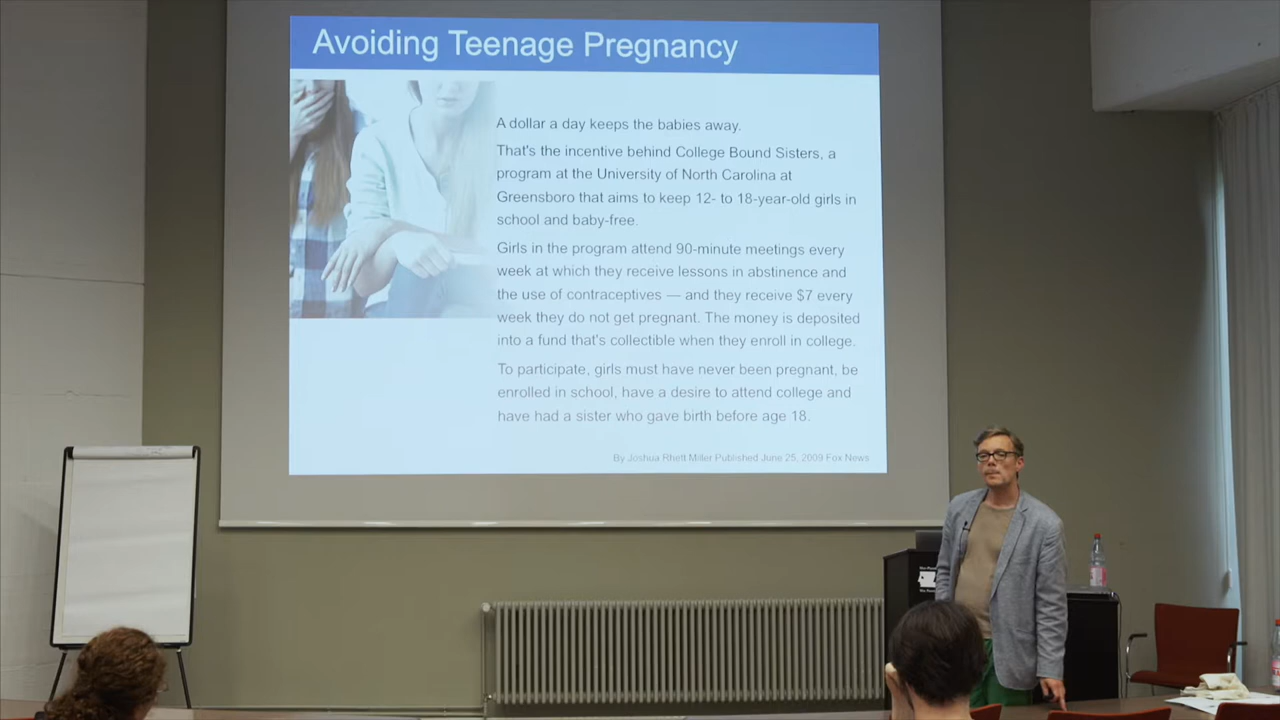 Avoiding Teenage Pregnancy
A dollar a day keeps the babies away.
That's the incentive behind College Bound Sisters, a
program at the University of North Carolina at
Greensboro that aims to keep 12- to 18-year-old girls in
school and baby-free.
Girls in the program attend 90-minute meetings every
week at which they receive lessons in abstinence and
the use of contraceptives — and they receive $7 every
week they do not get pregnant. The money is deposited
into a fund that's collectible when they enroll in college.
To participate, girls must have never been pregnant, be
enrolled in school, have a desire to attend college and
have had a sister who gave birth before age 18.
By Joshua Rhett Miller Published June 25, 2009 Fox News